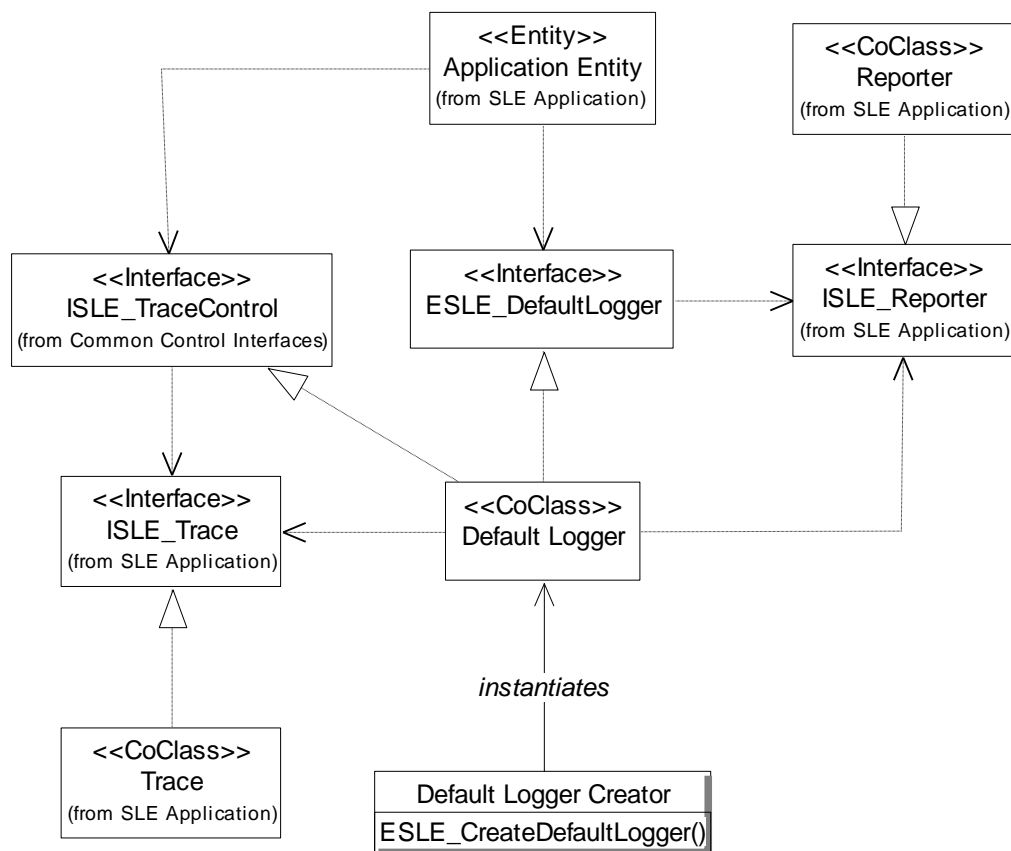 <<Entity>>
Application Entity
(from SLE Application)
<<CoClass>>
Reporter
(from SLE Application)
<<Interface>>
ISLE_TraceControl
(from Common Control Interfaces)
<<Interface>>
ESLE_DefaultLogger
<<Interface>>
ISLE_Reporter
(from SLE Application)
<<Interface>>
ISLE_Trace
(from SLE Application)
<<CoClass>>
Default Logger
instantiates
<<CoClass>>
Trace
(from SLE Application)
Default Logger Creator
ESLE_CreateDefaultLogger()